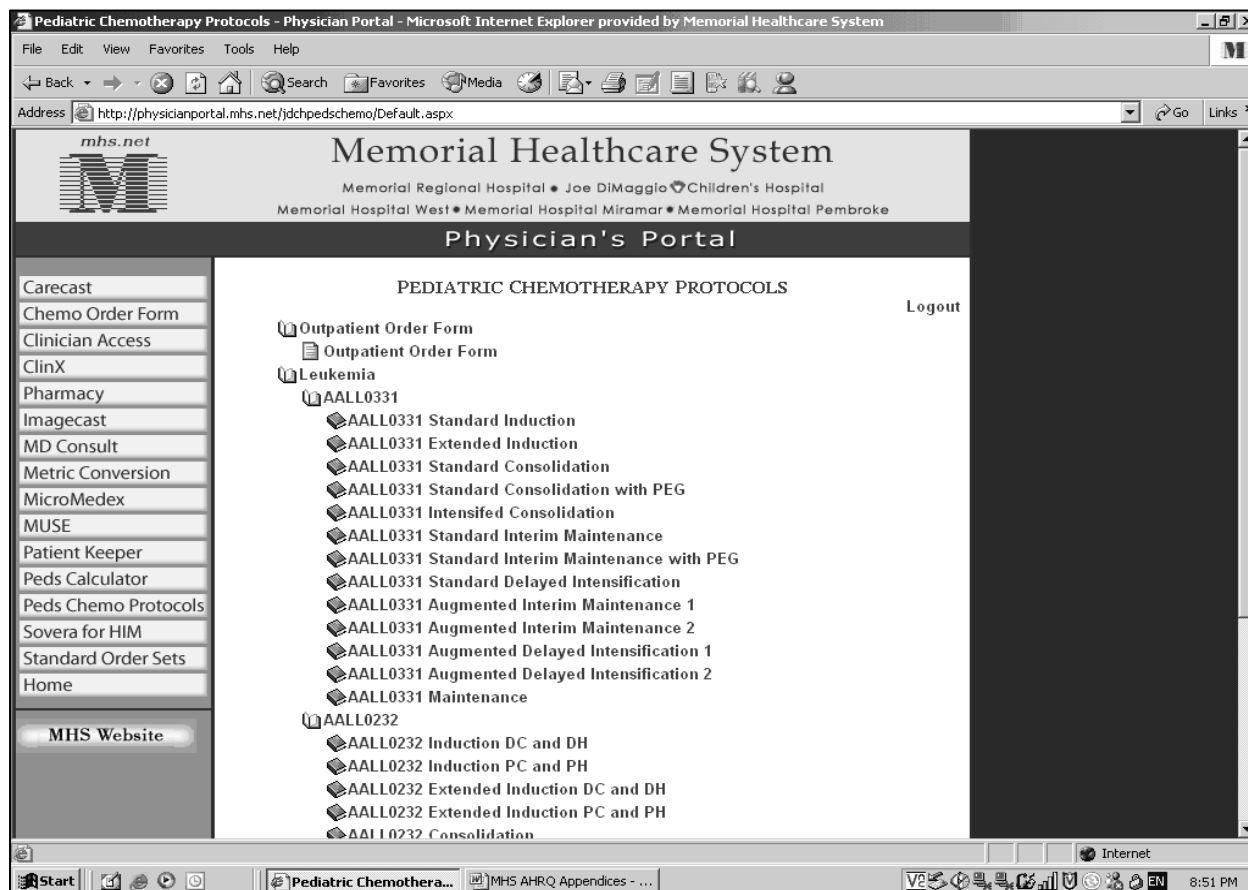 Pediatric Chemotherapy Protocols - Physician Portal - Microsoft Internet Explorer provided by Memorial Healthcare System
File Edit View Favorites Tools Help
M
Back Search Favorites Media
Address http://physicianportal.mhs.net/jdchpedschemo/Default.aspx Go Links
mhs.net
M
Memorial Healthcare System
Memorial Regional Hospital • Joe DiMaggio Children's Hospital
Memorial Hospital West • Memorial Hospital Miramar • Memorial Hospital Pembroke
Physician's Portal
Carecast
Chemo Order Form
Clinician Access
ClinX
Pharmacy
Imagecast
MD Consult
Metric Conversion
MicroMedex
MUSE
Patient Keeper
Peds Calculator
Peds Chemo Protocols
Sovera for HIM
Standard Order Sets
Home
MHS Website
PEDIATRIC CHEMOTHERAPY PROTOCOLS
Logout
Outpatient Order Form
Outpatient Order Form
Leukemia
AALL0331
AALL0331 Standard Induction
AALL0331 Extended Induction
AALL0331 Standard Consolidation
AALL0331 Standard Consolidation with PEG
AALL0331 Intensifed Consolidation
AALL0331 Standard Interim Maintenance
AALL0331 Standard Interim Maintenance with PEG
AALL0331 Standard Delayed Intensification
AALL0331 Augmented Interim Maintenance 1
AALL0331 Augmented Interim Maintenance 2
AALL0331 Augmented Delayed Intensification 1
AALL0331 Augmented Delayed Intensification 2
AALL0331 Maintenance
AALL0232
AALL0232 Induction DC and DH
AALL0232 Induction PC and PH
AALL0232 Extended Induction DC and DH
AALL0232 Extended Induction PC and PH
AALL0232 Consolidation
Internet
Start Pediatric Chemothera... MHS AHRQ Appendices - ... EN 8:51 PM